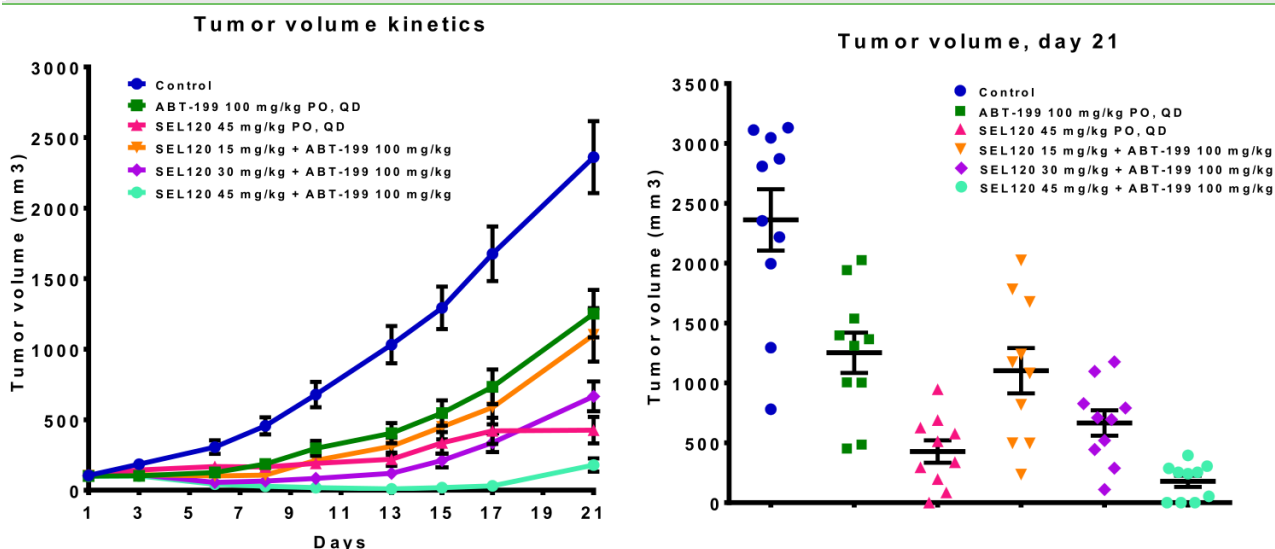 Tumor volume kinetics
Tumor volume (mm3)
3000
2500
2000
1500
1000
500
0
Control
ABT-199 100 mg/kg PO, QD
SEL120 45 mg/kg PO, QD
SEL120 15 mg/kg + ABT-199 100 mg/kg
SEL120 30 mg/kg + ABT-199 100 mg/kg
SEL120 45 mg/kg + ABT-199 100 mg/kg
1 3 5 7 9 11 13 15 17 19 21
Days
Tumor volume, day 21
Tumor volume (mm3)
3500
3000
2500
2000
1500
1000
500
0
Control
ABT-199 100 mg/kg PO, QD
SEL120 45 mg/kg PO, QD
SEL120 15 mg/kg + ABT-199 100 mg/kg
SEL120 30 mg/kg + ABT-199 100 mg/kg
SEL120 45 mg/kg + ABT-199 100 mg/kg